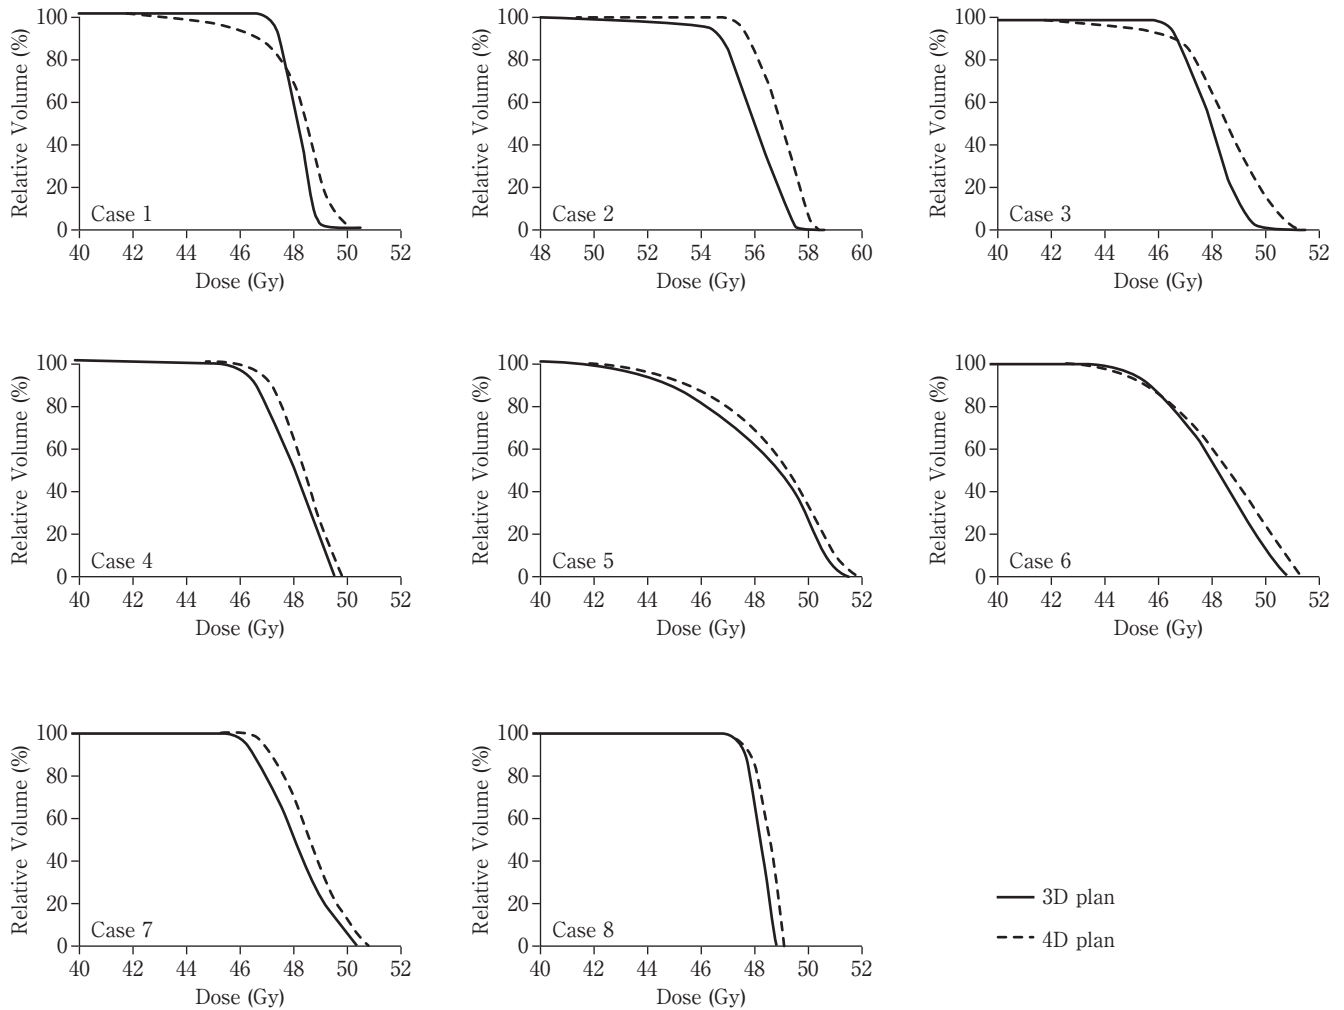 Relative Volume (%)
100
80
60
40
20
0
Case 1
40 42 44 46 48 50 52
Dose (Gy)
Relative Volume (%)
100
80
60
40
20
0
Case 2
48 50 52 54 56 58 60
Dose (Gy)
Relative Volume (%)
100
80
60
40
20
0
Case 3
40 42 44 46 48 50 52
Dose (Gy)
Relative Volume (%)
100
80
60
40
20
0
Case 4
40 42 44 46 48 50 52
Dose (Gy)
Relative Volume (%)
100
80
60
40
20
0
Case 5
40 42 44 46 48 50 52
Dose (Gy)
Relative Volume (%)
100
80
60
40
20
0
Case 6
40 42 44 46 48 50 52
Dose (Gy)
Relative Volume (%)
100
80
60
40
20
0
Case 7
40 42 44 46 48 50 52
Dose (Gy)
Relative Volume (%)
100
80
60
40
20
0
Case 8
40 42 44 46 48 50 52
Dose (Gy)
3D plan
4D plan